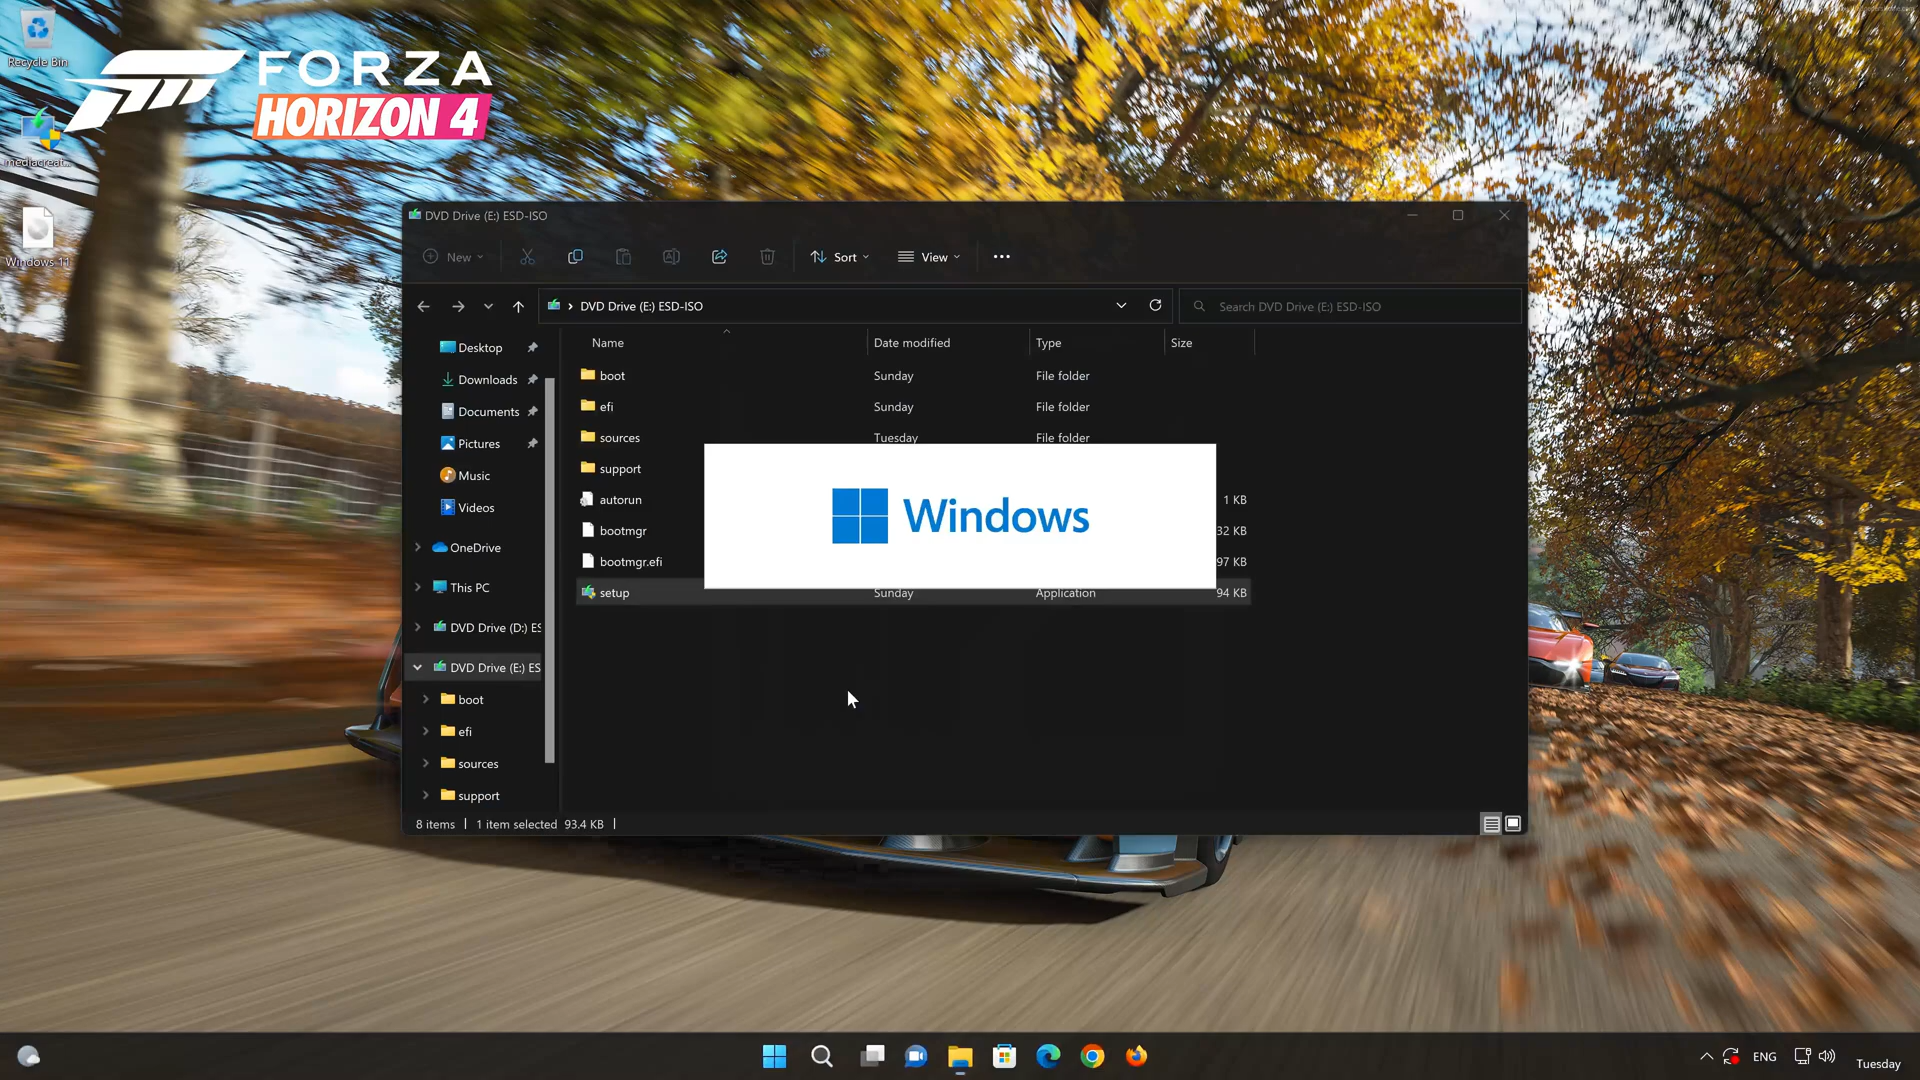 Recycle Bin
FORZA
HORIZON 4
mediacreat...
Windows 11
DVD Drive (E:) ESD-ISO
New
Sort
View
DVD Drive (E:) ESD-ISO
Search DVD Drive (E:) ESD-ISO
Name Date modified Type Size
Desktop
Downloads
Documents
Pictures
Music
Videos
OneDrive
This PC
DVD Drive (D:) ES
DVD Drive (E:) ES
boot
efi
sources
support
boot Sunday File folder
efi Sunday File folder
sources Tuesday File folder
support
autorun 1 KB
bootmgr 32 KB
bootmgr.efi 97 KB
setup Sunday Application 94 KB
Windows
8 items 1 item selected 93.4 KB
ENG
Tuesday